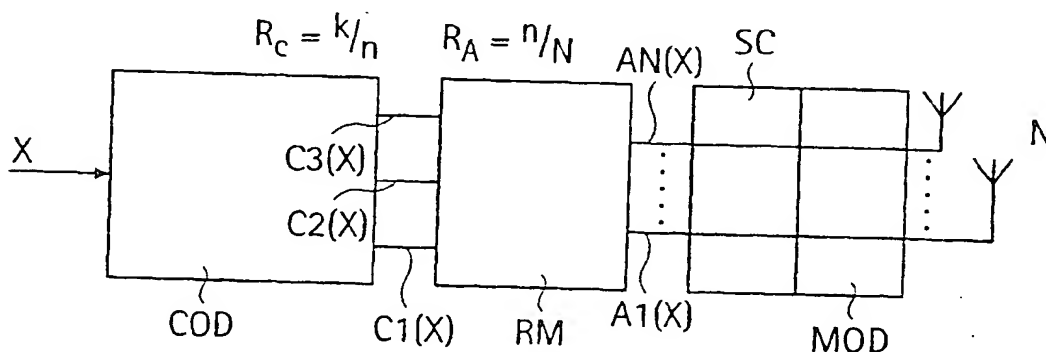 R_c = k/n
R_A = n/N
AN(X)
SC
X
C3(X)
C2(X)
C1(X)
A1(X)
N
COD
RM
MOD